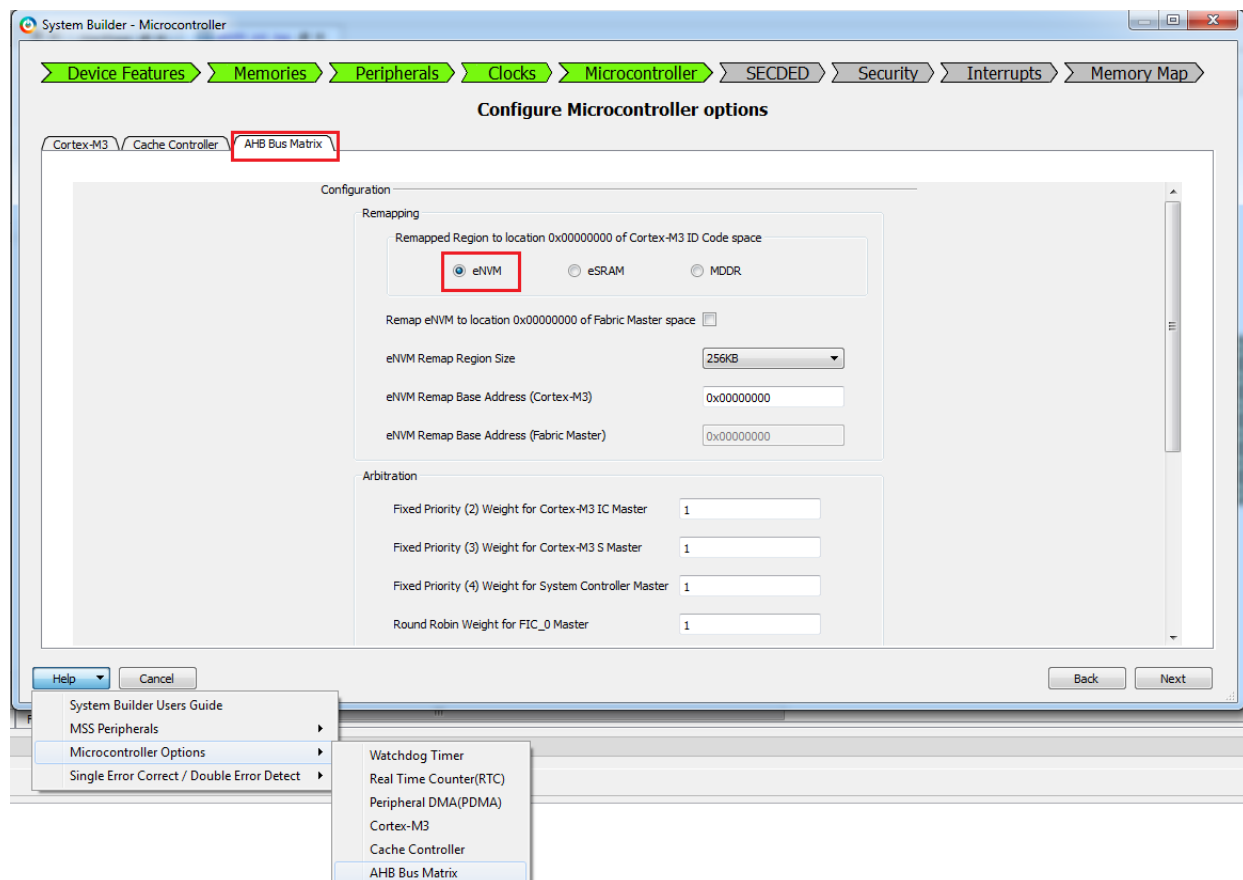 System Builder - Microcontroller
Device Features Memories Peripherals Clocks Microcontroller SECDED Security Interrupts Memory Map
Configure Microcontroller options
Cortex-M3 Cache Controller AHB Bus Matrix
Configuration
Remapping
Remapped Region to location 0x00000000 of Cortex-M3 ID Code space
eNVM eSRAM MDDR
Remap eNVM to location 0x00000000 of Fabric Master space
eNVM Remap Region Size 256KB
eNVM Remap Base Address (Cortex-M3) 0x00000000
eNVM Remap Base Address (Fabric Master) 0x00000000
Arbitration
Fixed Priority (2) Weight for Cortex-M3 IC Master 1
Fixed Priority (3) Weight for Cortex-M3 S Master 1
Fixed Priority (4) Weight for System Controller Master 1
Round Robin Weight for FIC_0 Master 1
Help Cancel Back Next
System Builder Users Guide
MSS Peripherals
Microcontroller Options
Single Error Correct / Double Error Detect
Watchdog Timer
Real Time Counter(RTC)
Peripheral DMA(PDMA)
Cortex-M3
Cache Controller
AHB Bus Matrix